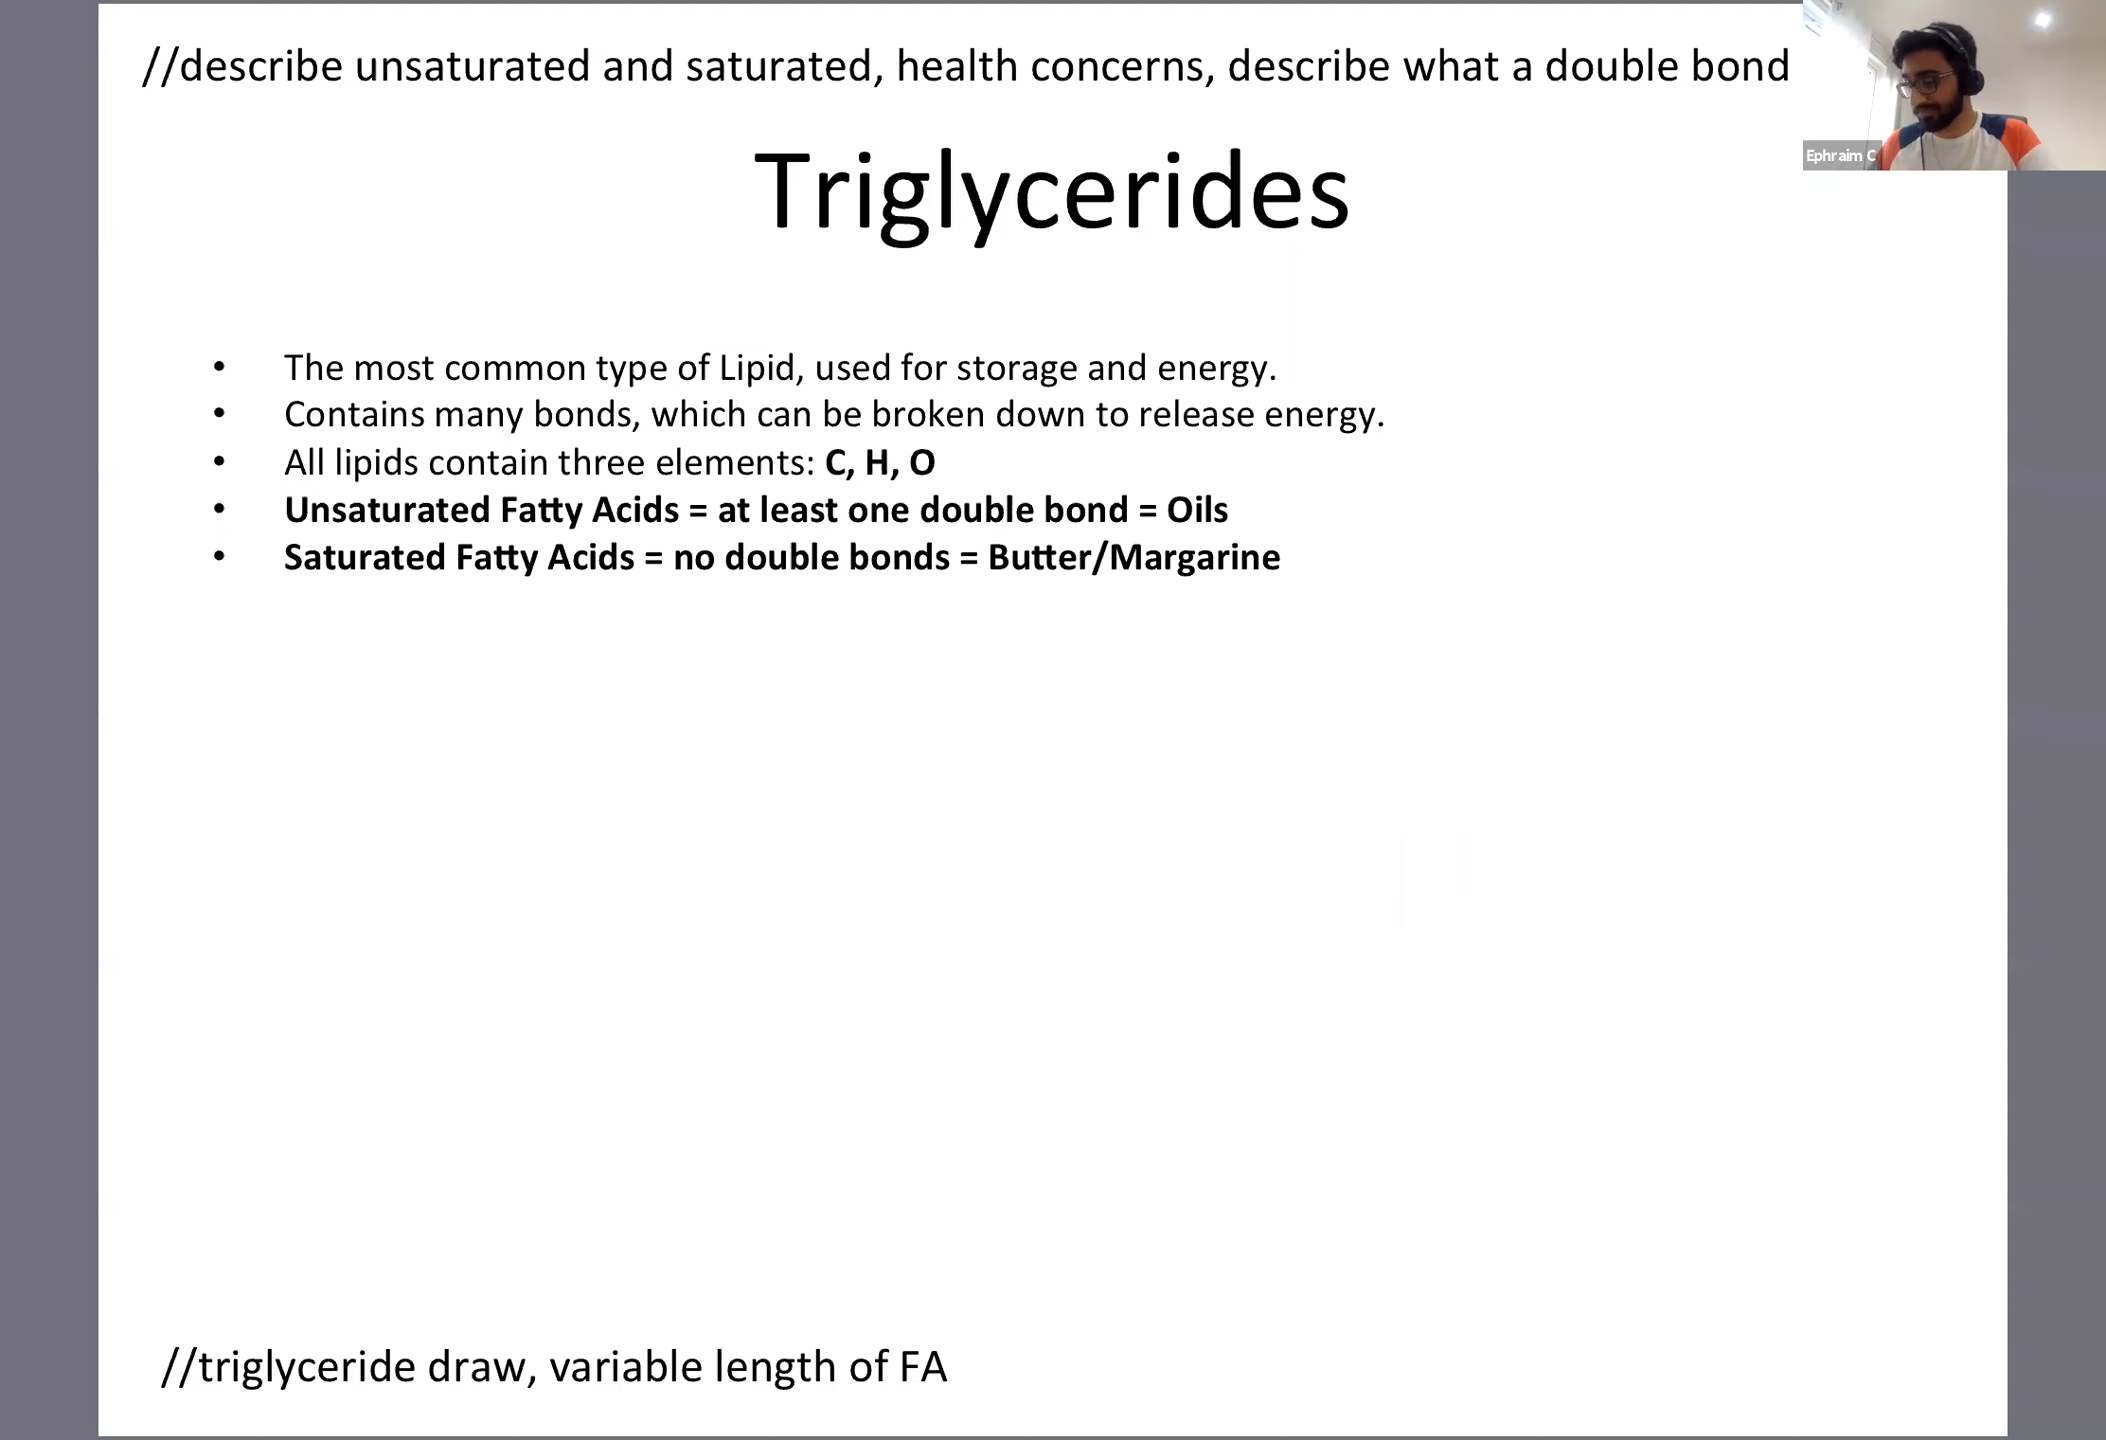 //describe unsaturated and saturated, health concerns, describe what a double bond
Ephraim C
Triglycerides
• The most common type of Lipid, used for storage and energy.
• Contains many bonds, which can be broken down to release energy.
• All lipids contain three elements: C, H, O
• Unsaturated Fatty Acids = at least one double bond = Oils
• Saturated Fatty Acids = no double bonds = Butter/Margarine
//triglyceride draw, variable length of FA